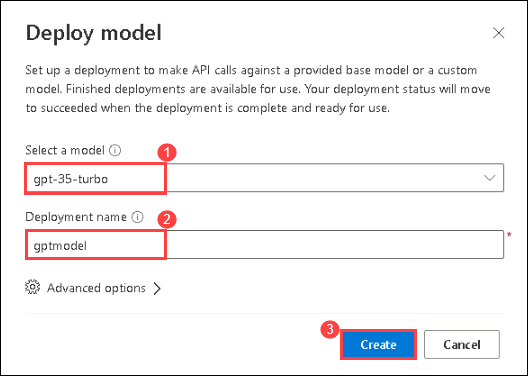 Deploy model
Set up a deployment to make API calls against a provided base model or a custom
model. Finished deployments are available for use. Your deployment status will move
to succeeded when the deployment is complete and ready for use.
Select a model
1
gpt-35-turbo
Deployment name
2
gptmodel
*
Advanced options
3
Create
Cancel